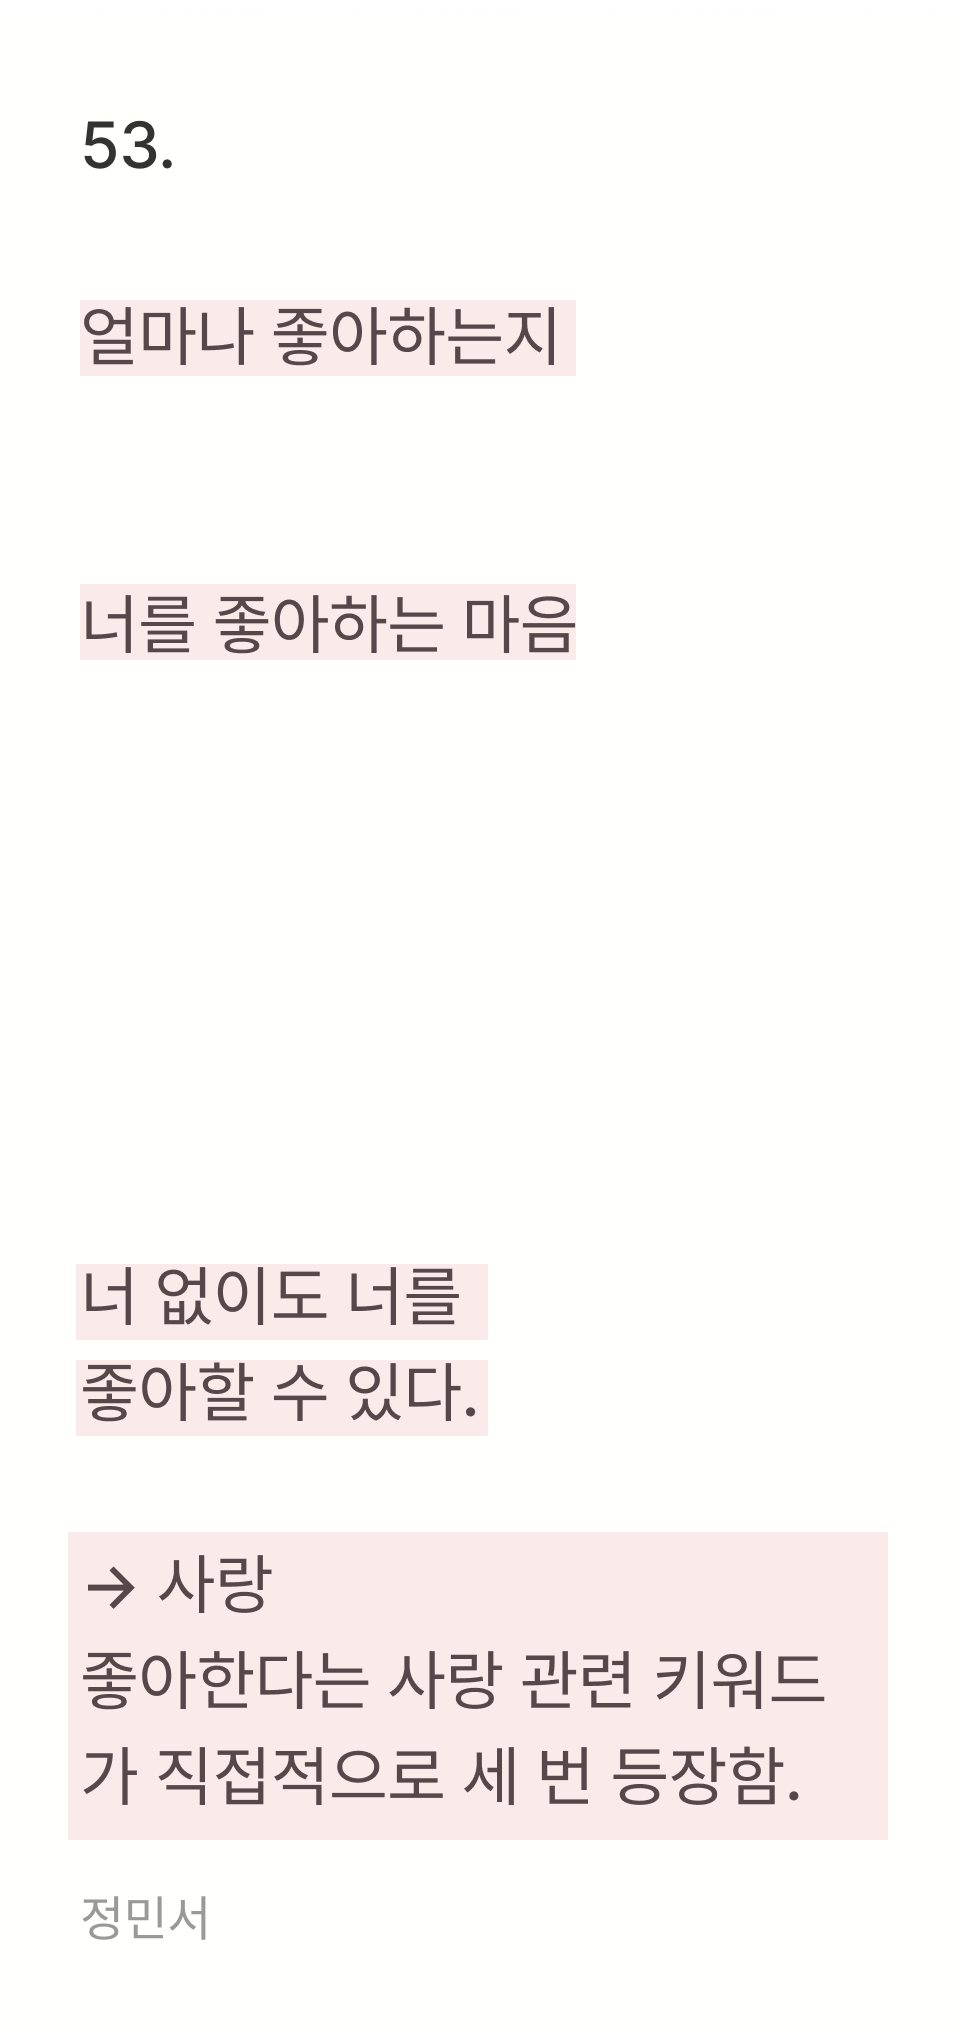 53.
얼마나 좋아하는지
너를 좋아하는 마음
너 없이도 너를
좋아할 수 있다.
→ 사랑
좋아한다는 사랑 관련 키워드
가 직접적으로 세 번 등장함.
정민서